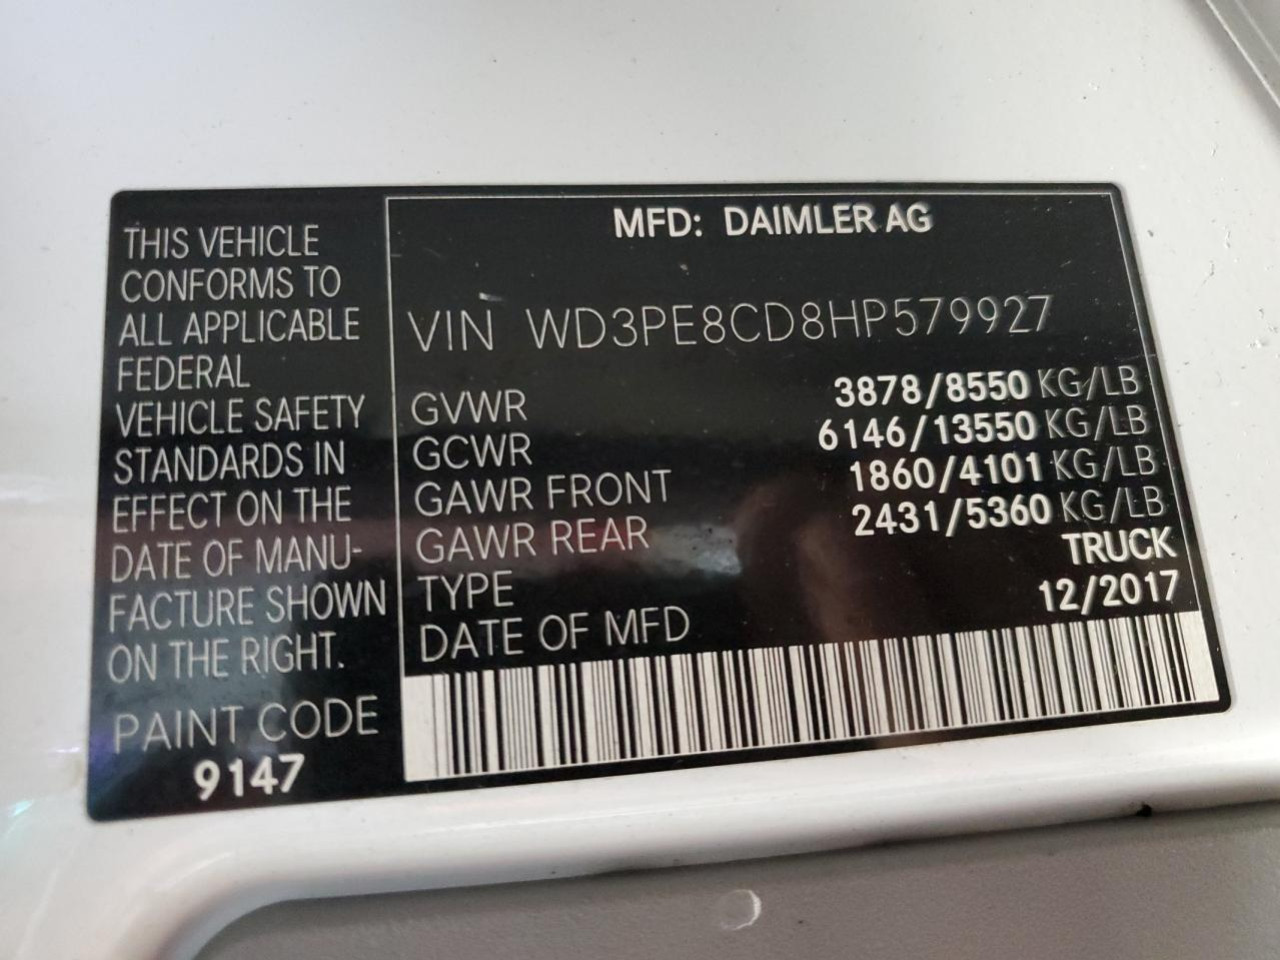 THIS VEHICLE
CONFORMS TO
ALL APPLICABLE
FEDERAL
VEHICLE SAFETY
STANDARDS IN
EFFECT ON THE
DATE OF MANU-
FACTURE SHOWN
ON THE RIGHT.
PAINT CODE
9147
MFD: DAIMLER AG
VIN WD3PE8CD8HP579927
GVWR 3878/8550 KG/LB
GCWR 6146/13550 KG/LB
GAWR FRONT 1860/4101 KG/LB
GAWR REAR 2431/5360 KG/LB
TYPE TRUCK
DATE OF MFD 12/2017